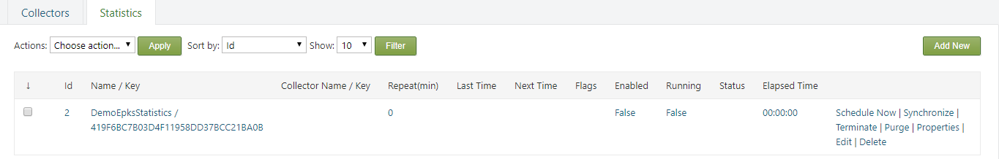 Collectors Statistics
Actions: Choose action... Apply Sort by: Id Show: 10 Filter Add New
↓ Id Name / Key Collector Name / Key Repeat(min) Last Time Next Time Flags Enabled Running Status Elapsed Time
2 DemoEpksStatistics / 0 False False 00:00:00 Schedule Now | Synchronize |
419F6BC7B03D4F11958DD37BCC21BA0B Terminate | Purge | Properties |
Edit | Delete